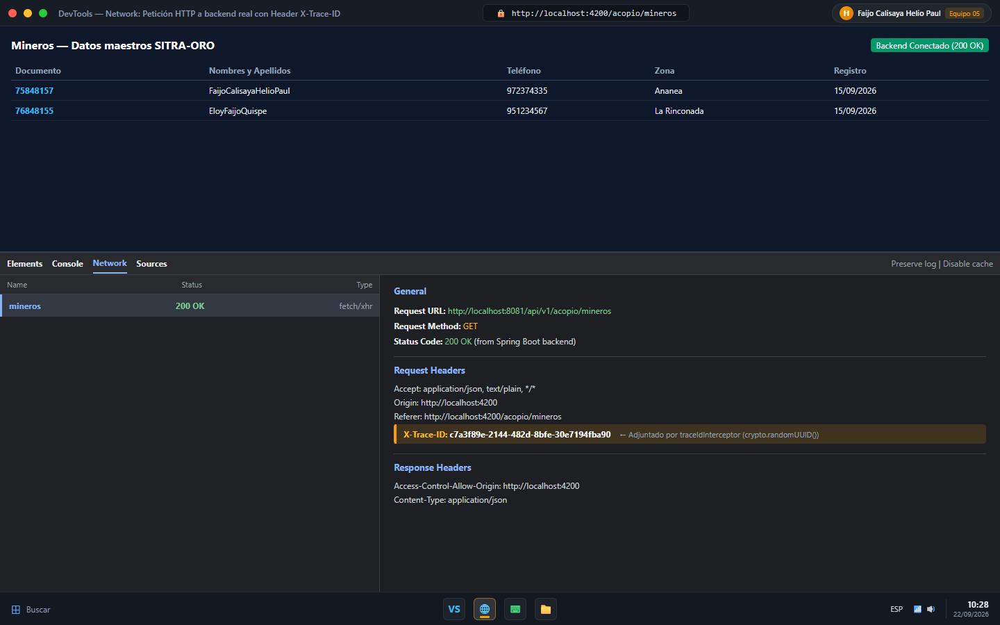 DevTools — Network: Petición HTTP a backend real con Header X-Trace-ID
http://localhost:4200/acopio/mineros
H Faijo Calisaya Helio Paul Equipo 05
Mineros — Datos maestros SITRA-ORO
Backend Conectado (200 OK)
Documento Nombres y Apellidos Teléfono Zona Registro
75848157 FaijoCalisayaHelioPaul 972374335 Ananea 15/09/2026
76848155 EloyFaijoQuispe 951234567 La Rinconada 15/09/2026
Elements Console Network Sources
Preserve log | Disable cache
Name Status Type
mineros 200 OK fetch/xhr
General
Request URL: http://localhost:8081/api/v1/acopio/mineros
Request Method: GET
Status Code: 200 OK (from Spring Boot backend)
Request Headers
Accept: application/json, text/plain, */*
Origin: http://localhost:4200
Referer: http://localhost:4200/acopio/mineros
X-Trace-ID: c7a3f89e-2144-482d-8bfe-30e7194fba90 ← Adjuntado por traceIdInterceptor (crypto.randomUUID())
Response Headers
Access-Control-Allow-Origin: http://localhost:4200
Content-Type: application/json
Buscar
VS
ESP
10:28
22/09/2026